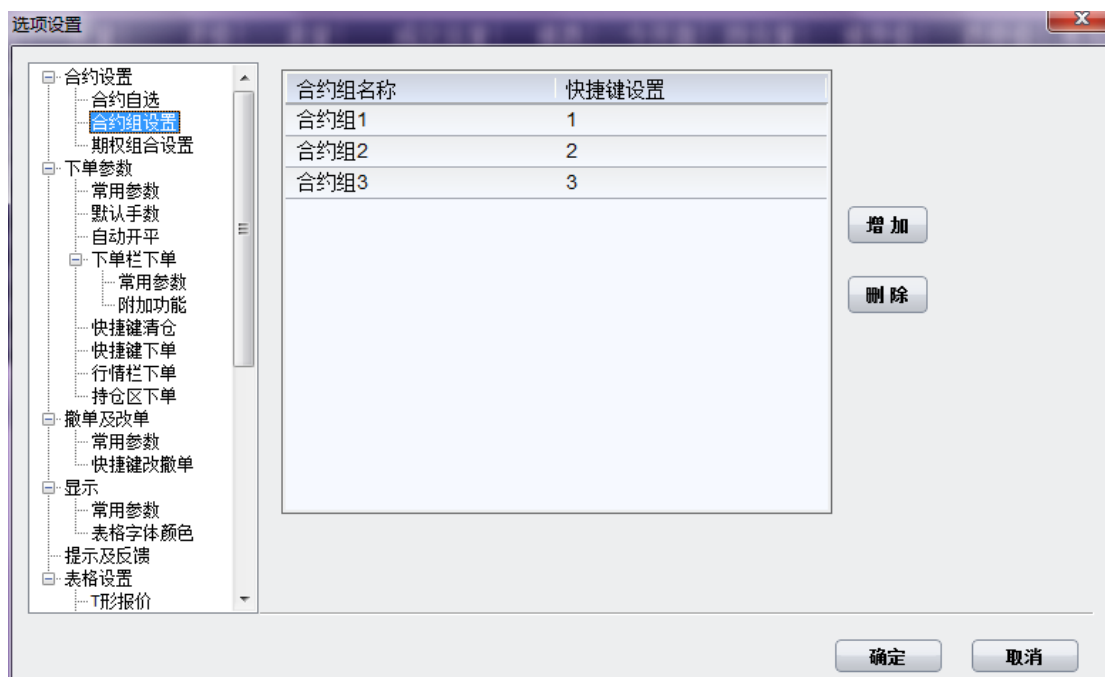 选项设置
合约设置
合约自选
合约组设置
期权组合设置
下单参数
常用参数
默认手数
自动开平
下单栏下单
常用参数
附加功能
快捷键清仓
快捷键下单
行情栏下单
持仓区下单
撤单及改单
常用参数
快捷键改撤单
显示
常用参数
表格字体颜色
提示及反馈
表格设置
T形报价
合约组名称 快捷键设置
合约组1 1
合约组2 2
合约组3 3
增 加
删 除
确定 取消